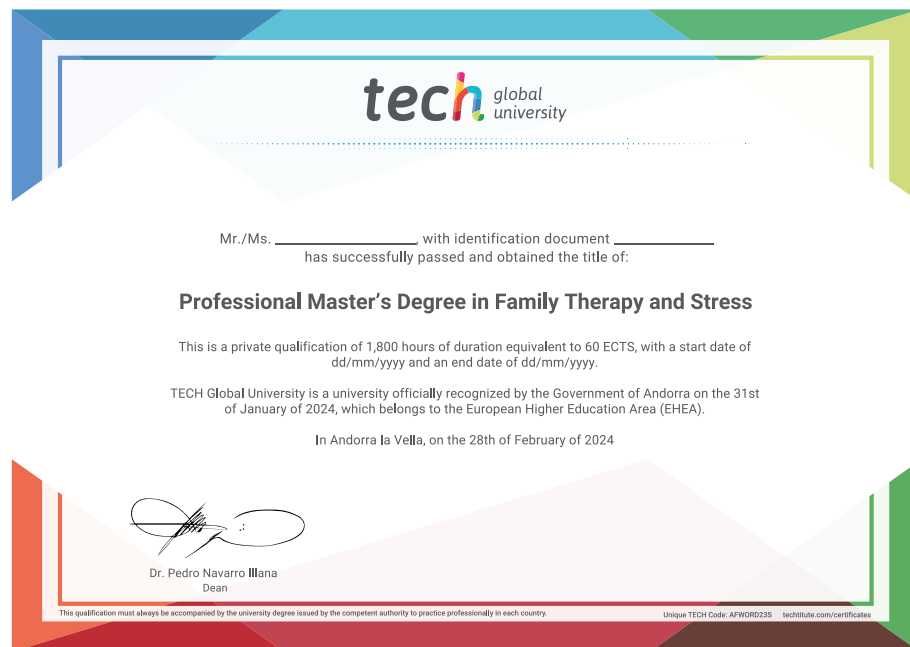 tech global
university
Mr./Ms. ______________, with identification document __________
has successfully passed and obtained the title of:
Professional Master's Degree in Family Therapy and Stress
This is a private qualification of 1,800 hours of duration equivalent to 60 ECTS, with a start date of
dd/mm/yyyy and an end date of dd/mm/yyyy.
TECH Global University is a university officially recognized by the Government of Andorra on the 31st
of January of 2024, which belongs to the European Higher Education Area (EHEA).
In Andorra la Vella, on the 28th of February of 2024
Dr. Pedro Navarro Illana
Dean
This qualification must always be accompanied by the university degree issued by the competent authority to practice professionally in each country.
Unique TECH Code: AFWORD23S techtitute.com/certificates